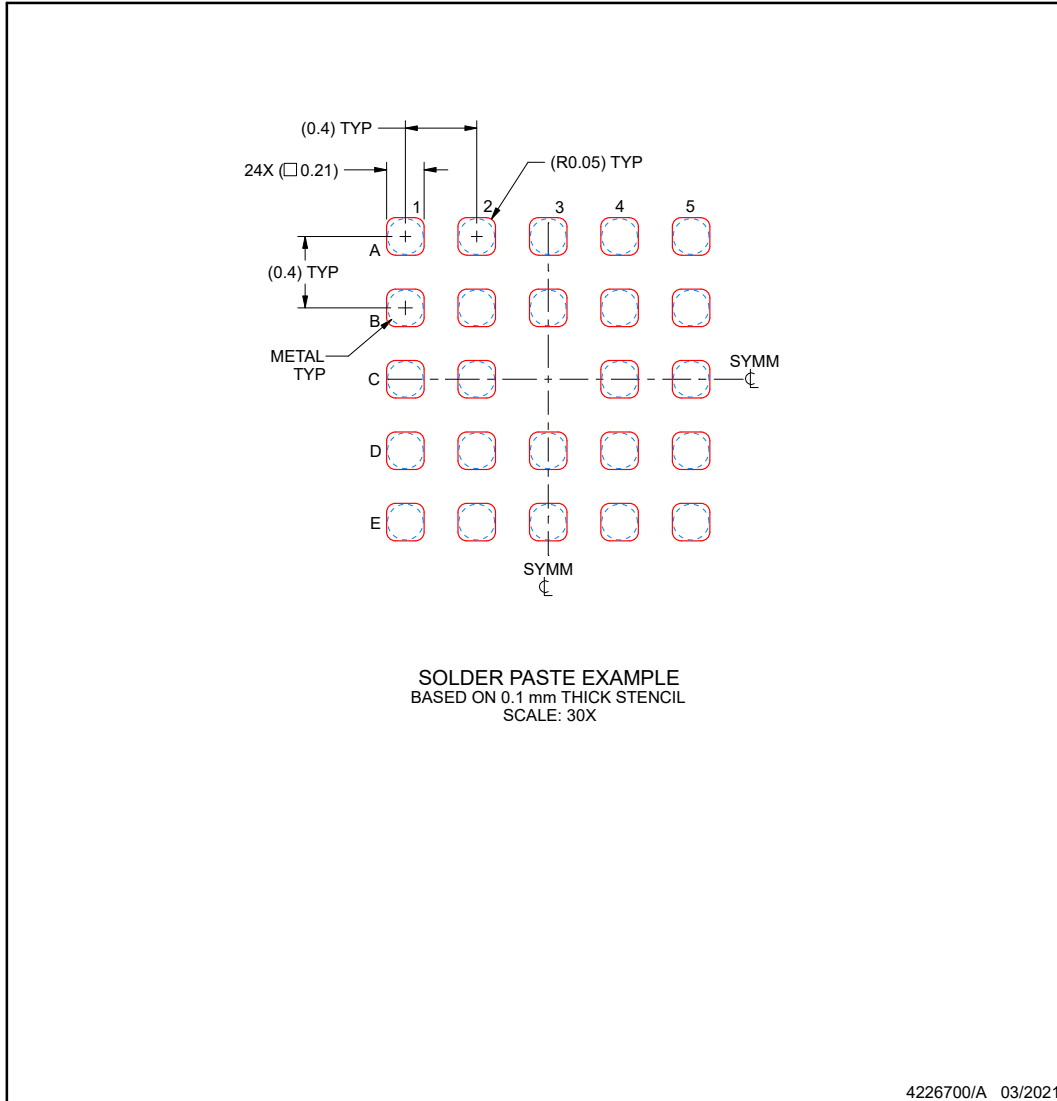 (0.4) TYP
24X (□ 0.21)
(R0.05) TYP
1
2
3
4
5
A
(0.4) TYP
B
METAL
TYP
C
SYMM
℄
D
E
SYMM
℄
SOLDER PASTE EXAMPLE
BASED ON 0.1 mm THICK STENCIL
SCALE: 30X
4226700/A 03/2021